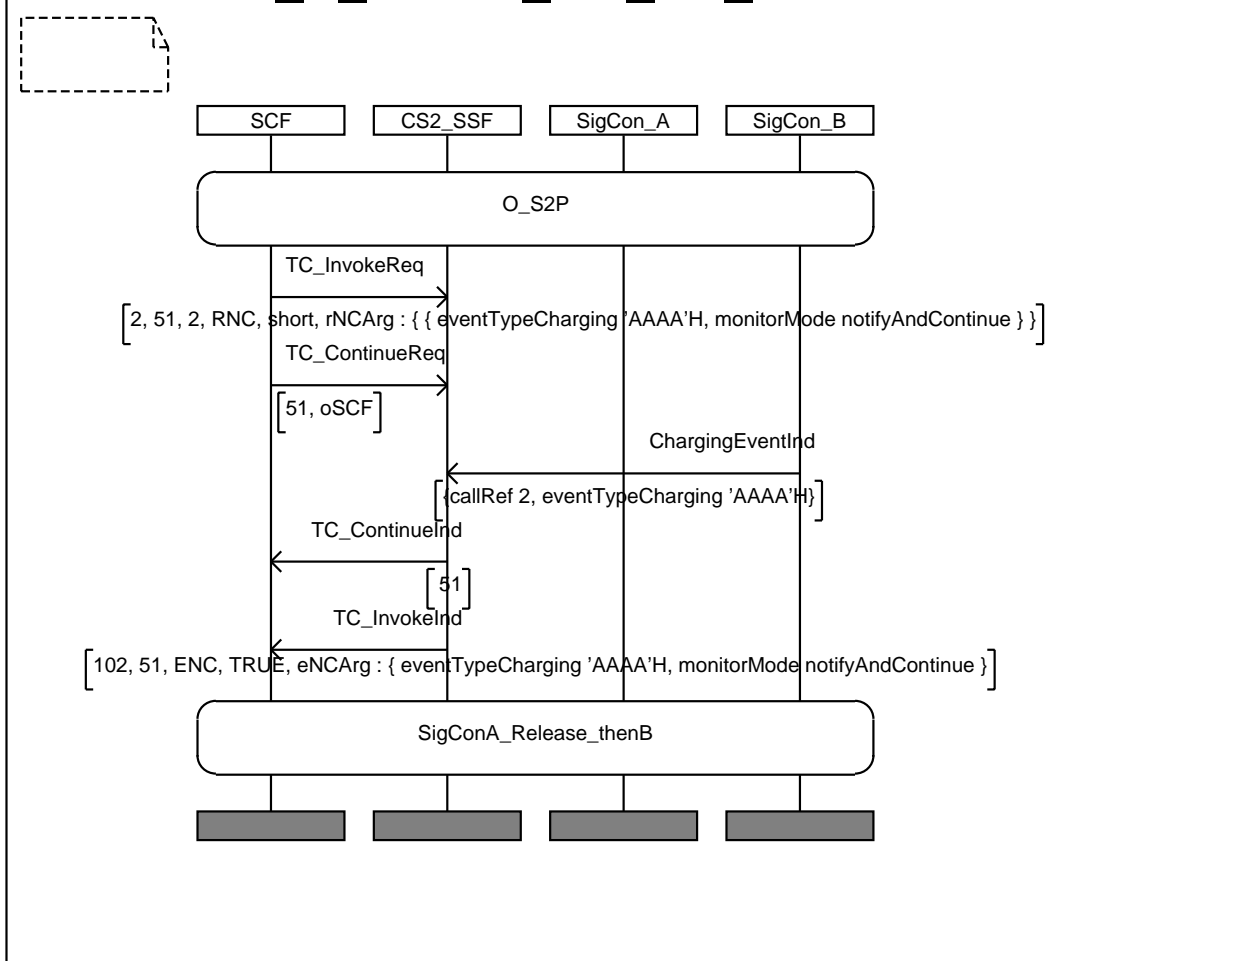 SCF CS2_SSF SigCon_A SigCon_B
O_S2P
TC_InvokeReq
[2, 51, 2, RNC, short, rNCArg : { { eventTypeCharging ’AAAA’H, monitorMode notifyAndContinue } }]
TC_ContinueReq
[51, oSCF]
ChargingEventInd
[{callRef 2, eventTypeCharging ’AAAA’H}]
TC_ContinueInd
[51]
TC_InvokeInd
[102, 51, ENC, TRUE, eNCArg : { eventTypeCharging ’AAAA’H, monitorMode notifyAndContinue }]
SigConA_Release_thenB